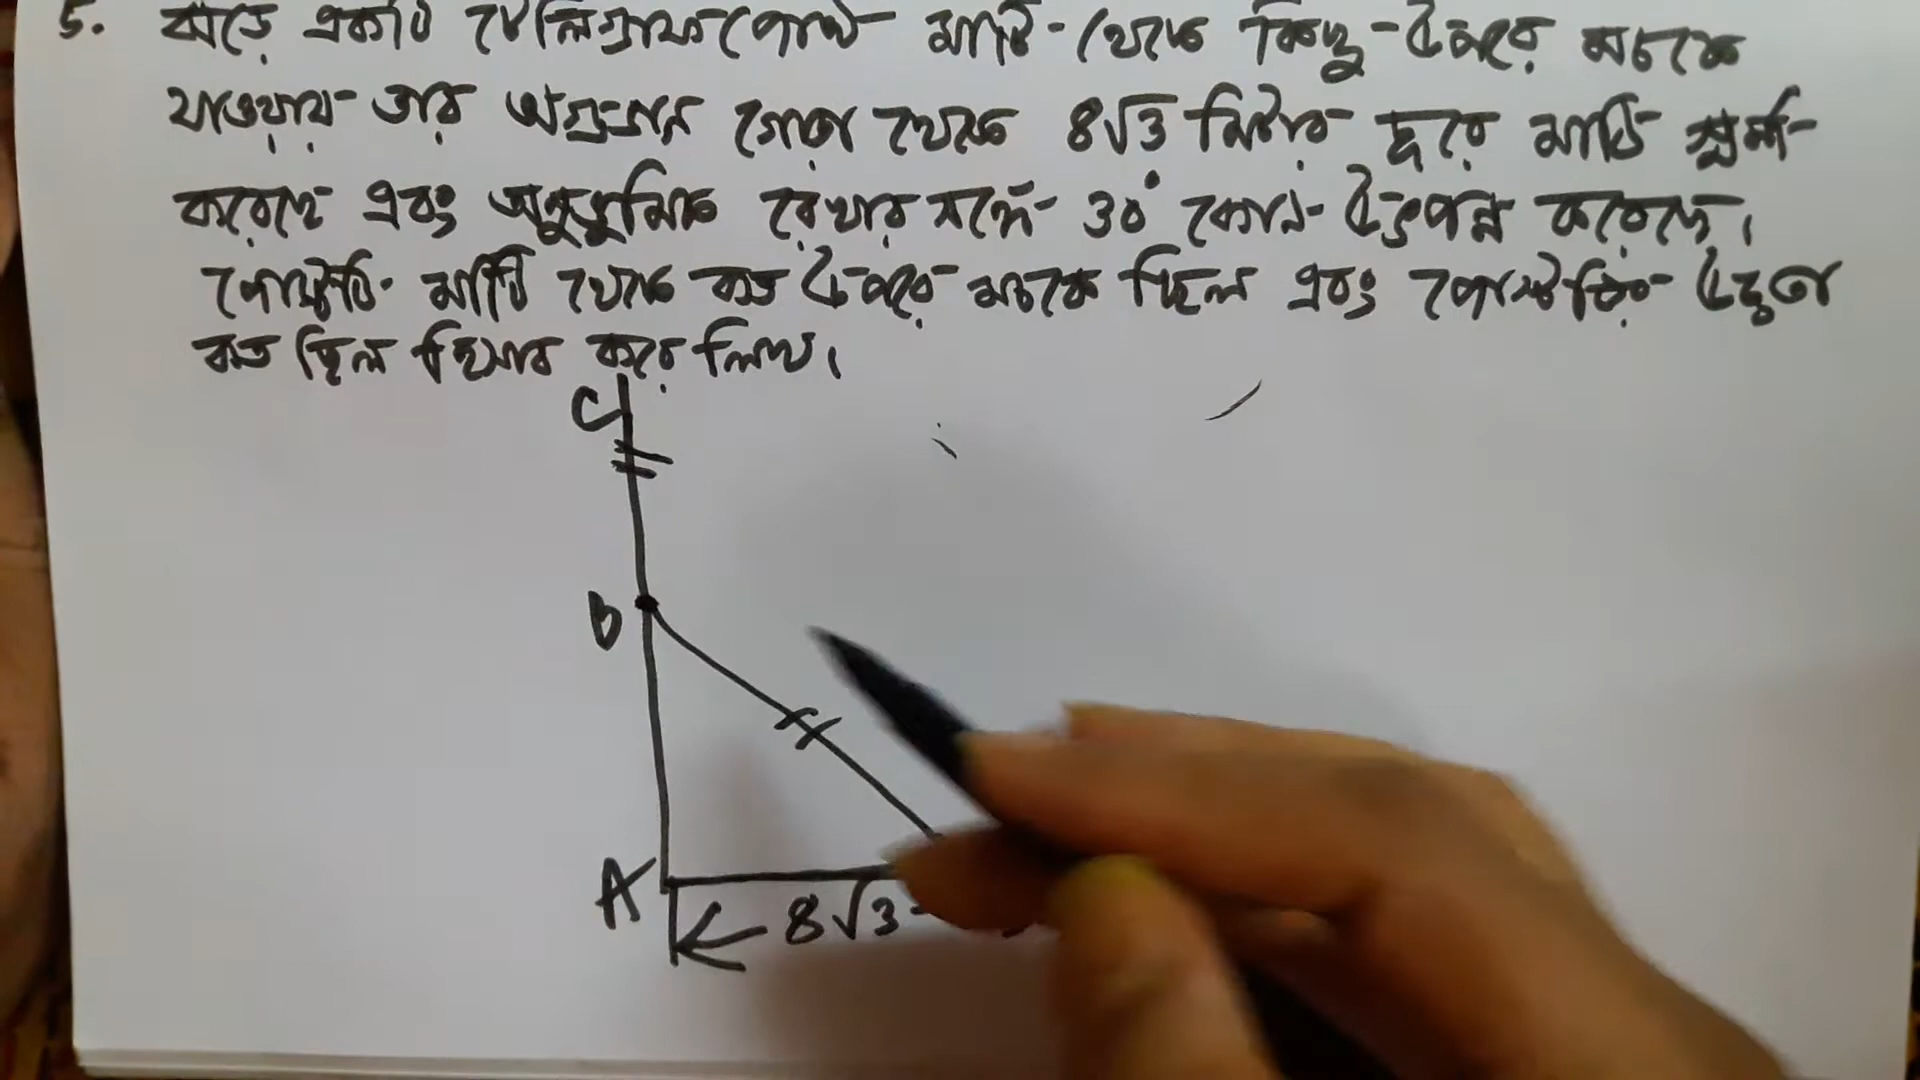 5. ঝড়ে একটি টেলিগ্রাফপোস্ট মাটি থেকে কিছু উপরে মচকে
যাওয়ায় তার অগ্রভাগ গোড়া থেকে 8√3 মিটার দূরে মাটি স্পর্শ
করেছে এবং অনুভূমিক রেখার সঙ্গে 30° কোণ উৎপন্ন করেছে।
পোস্টটি মাটি থেকে কত উপরে মচকে ছিল এবং পোস্টটির উচ্চতা
কত ছিল হিসাব করে লিখি।
C
B
A
8√3